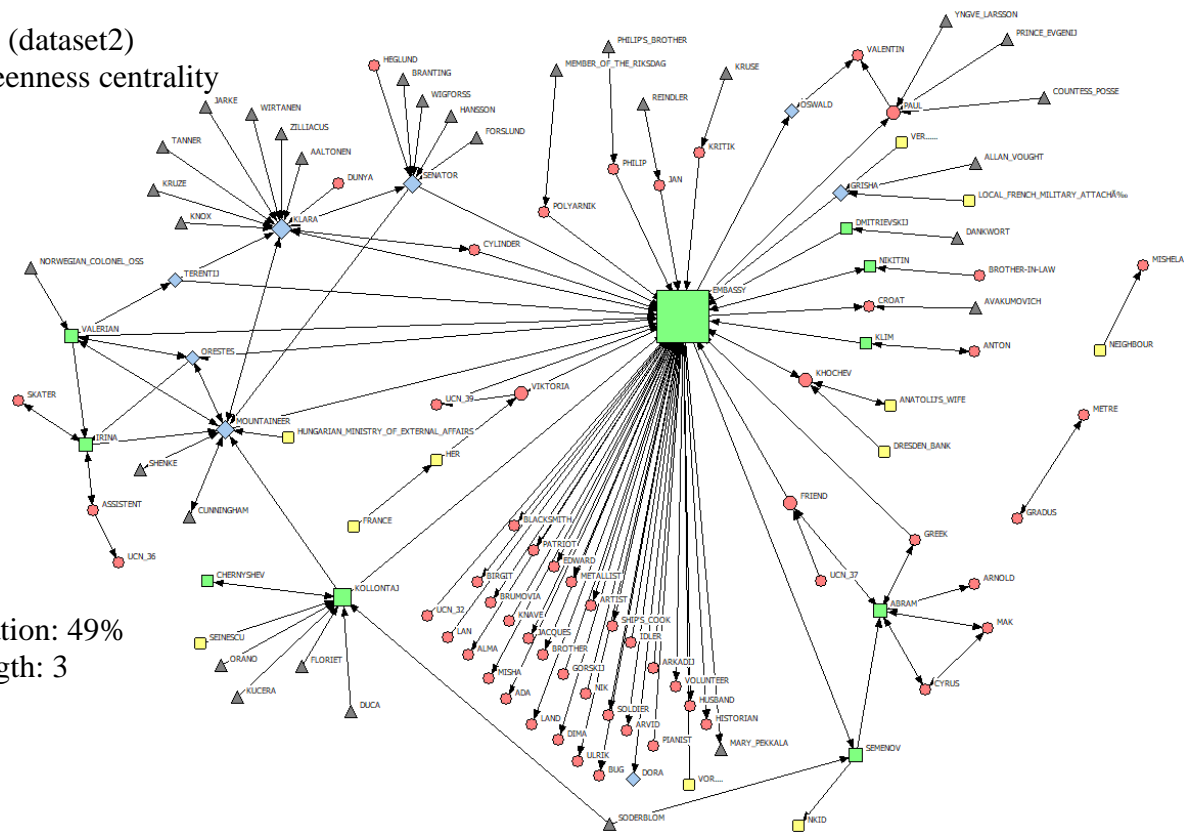 (dataset2)
eenness centrality
YNGVE_LARSSON
PRINCE_EVGENIJ
PHILIP'S_BROTHER
VALENTIN
HEGLUND
MEMBER_OF_THE_RIKSDAG
KRUSE
BRANTING
WIGFORSS
COUNTESS_POSSE
JARKE
WIRTANEN
HANSSON
REINDLER
OSWALD
PAUL
ZILLIACUS
FORSLUND
VER......
TANNER
KRITIK
AALTONEN
ALLAN_VOUGHT
PHILIP
SENATOR
DUNYA
JAN
KRUZE
GRISHA
LOCAL_FRENCH_MILITARY_ATTACHÃ‰
POLYARNIK
KNOX
KLARA
DMITRIEVSKIJ
DANKWORT
CYLINDER
NORWEGIAN_COLONEL_OSS
NIKITIN
MISHELA
TERENTIJ
BROTHER-IN-LAW
EMBASSY
CROAT
AVAKUMOVICH
VALERIAN
KLIM
ANTON
NEIGHBOUR
ORESTES
KHOCHEV
VIKTORIA
SKATER
UCN_39
ANATOLIJ'S_WIFE
METRE
MOUNTAINEER
HUNGARIAN_MINISTRY_OF_EXTERNAL_AFFAIRS
IRINA
DRESDEN_BANK
HER
SHENKE
ASSISTENT
FRIEND
CUNNINGHAM
GRADUS
FRANCE
BLACKSMITH
GREEK
PATRIOT
UCN_36
EDWARD
CHERNYSHEV
BIRGIT
METALLIST
UCN_37
ARNOLD
KOLLONTAJ
BRUMOVIA
ARTIST
ABRAM
UCN_32
KNAVE
SHIP'S_COOK
MAK
ation: 49%
LAN
JACQUES
IDLER
SEINESCU
ALMA
BROTHER
ORANO
FLORIET
ARKADIJ
gth: 3
MISHA
GORSKIJ
VOLUNTEER
CYRUS
KUCERA
ADA
NIK
HUSBAND
DUCA
SOLDIER
LAND
ARVID
HISTORIAN
DIMA
PIANIST
MARY_PEKKALA
ULRIK
SEMENOV
BUG
DORA
VOR.....
SODERBLOM
NKID